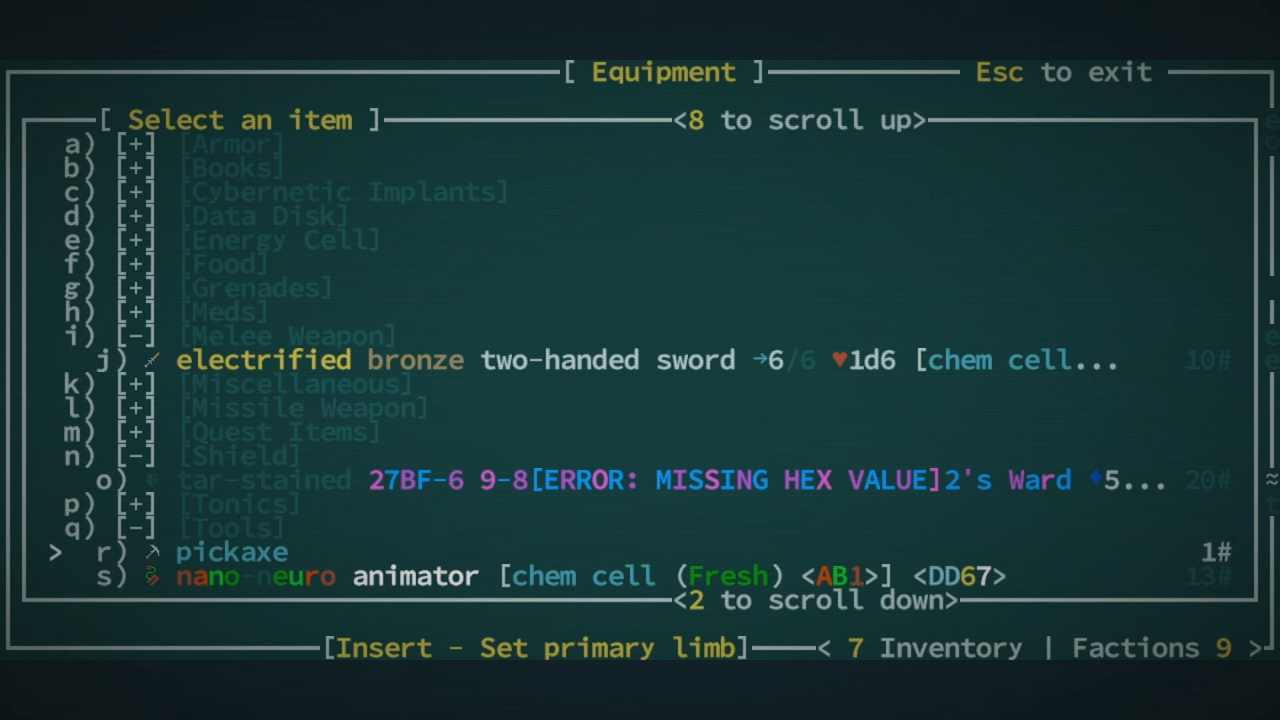 [ Equipment ] Esc to exit
[ Select an item ] <8 to scroll up>
a) [+] [Armor]
b) [+] [Books]
c) [+] [Cybernetic Implants]
d) [+] [Data Disk]
e) [+] [Energy Cell]
f) [+] [Food]
g) [+] [Grenades]
h) [+] [Meds]
i) [-] [Melee Weapon]
j) electrified bronze two-handed sword →6/6 ♥1d6 [chem cell... 10#
k) [+] [Miscellaneous]
l) [+] [Missile Weapon]
m) [+] [Quest Items]
n) [-] [Shield]
o) tar-stained 27BF-6 9-8[ERROR: MISSING HEX VALUE]2's Ward ♦5... 20#
p) [+] [Tonics]
q) [-] [Tools]
> r) pickaxe 1#
s) nano-neuro animator [chem cell (Fresh) <AB1>] <DD67> 13#
<2 to scroll down>
[Insert - Set primary limb] < 7 Inventory | Factions 9 >